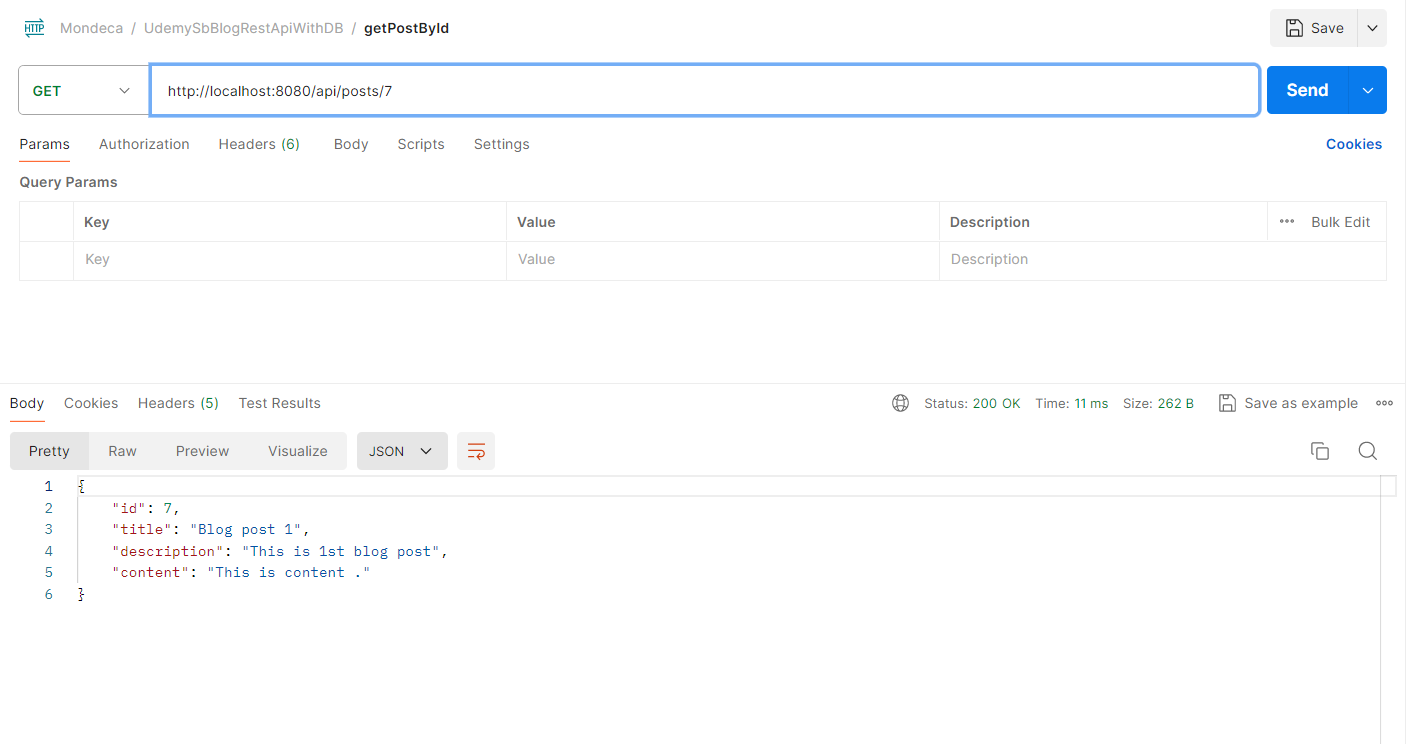 HTTP Mondeca / UdemySbBlogRestApiWithDB / getPostById Save
GET http://localhost:8080/api/posts/7 Send
Params Authorization Headers (6) Body Scripts Settings Cookies
Query Params
Key Value Description Bulk Edit
Key Value Description
Body Cookies Headers (5) Test Results Status: 200 OK Time: 11 ms Size: 262 B Save as example
Pretty Raw Preview Visualize JSON
1 {
2 "id": 7,
3 "title": "Blog post 1",
4 "description": "This is 1st blog post",
5 "content": "This is content ."
6 }